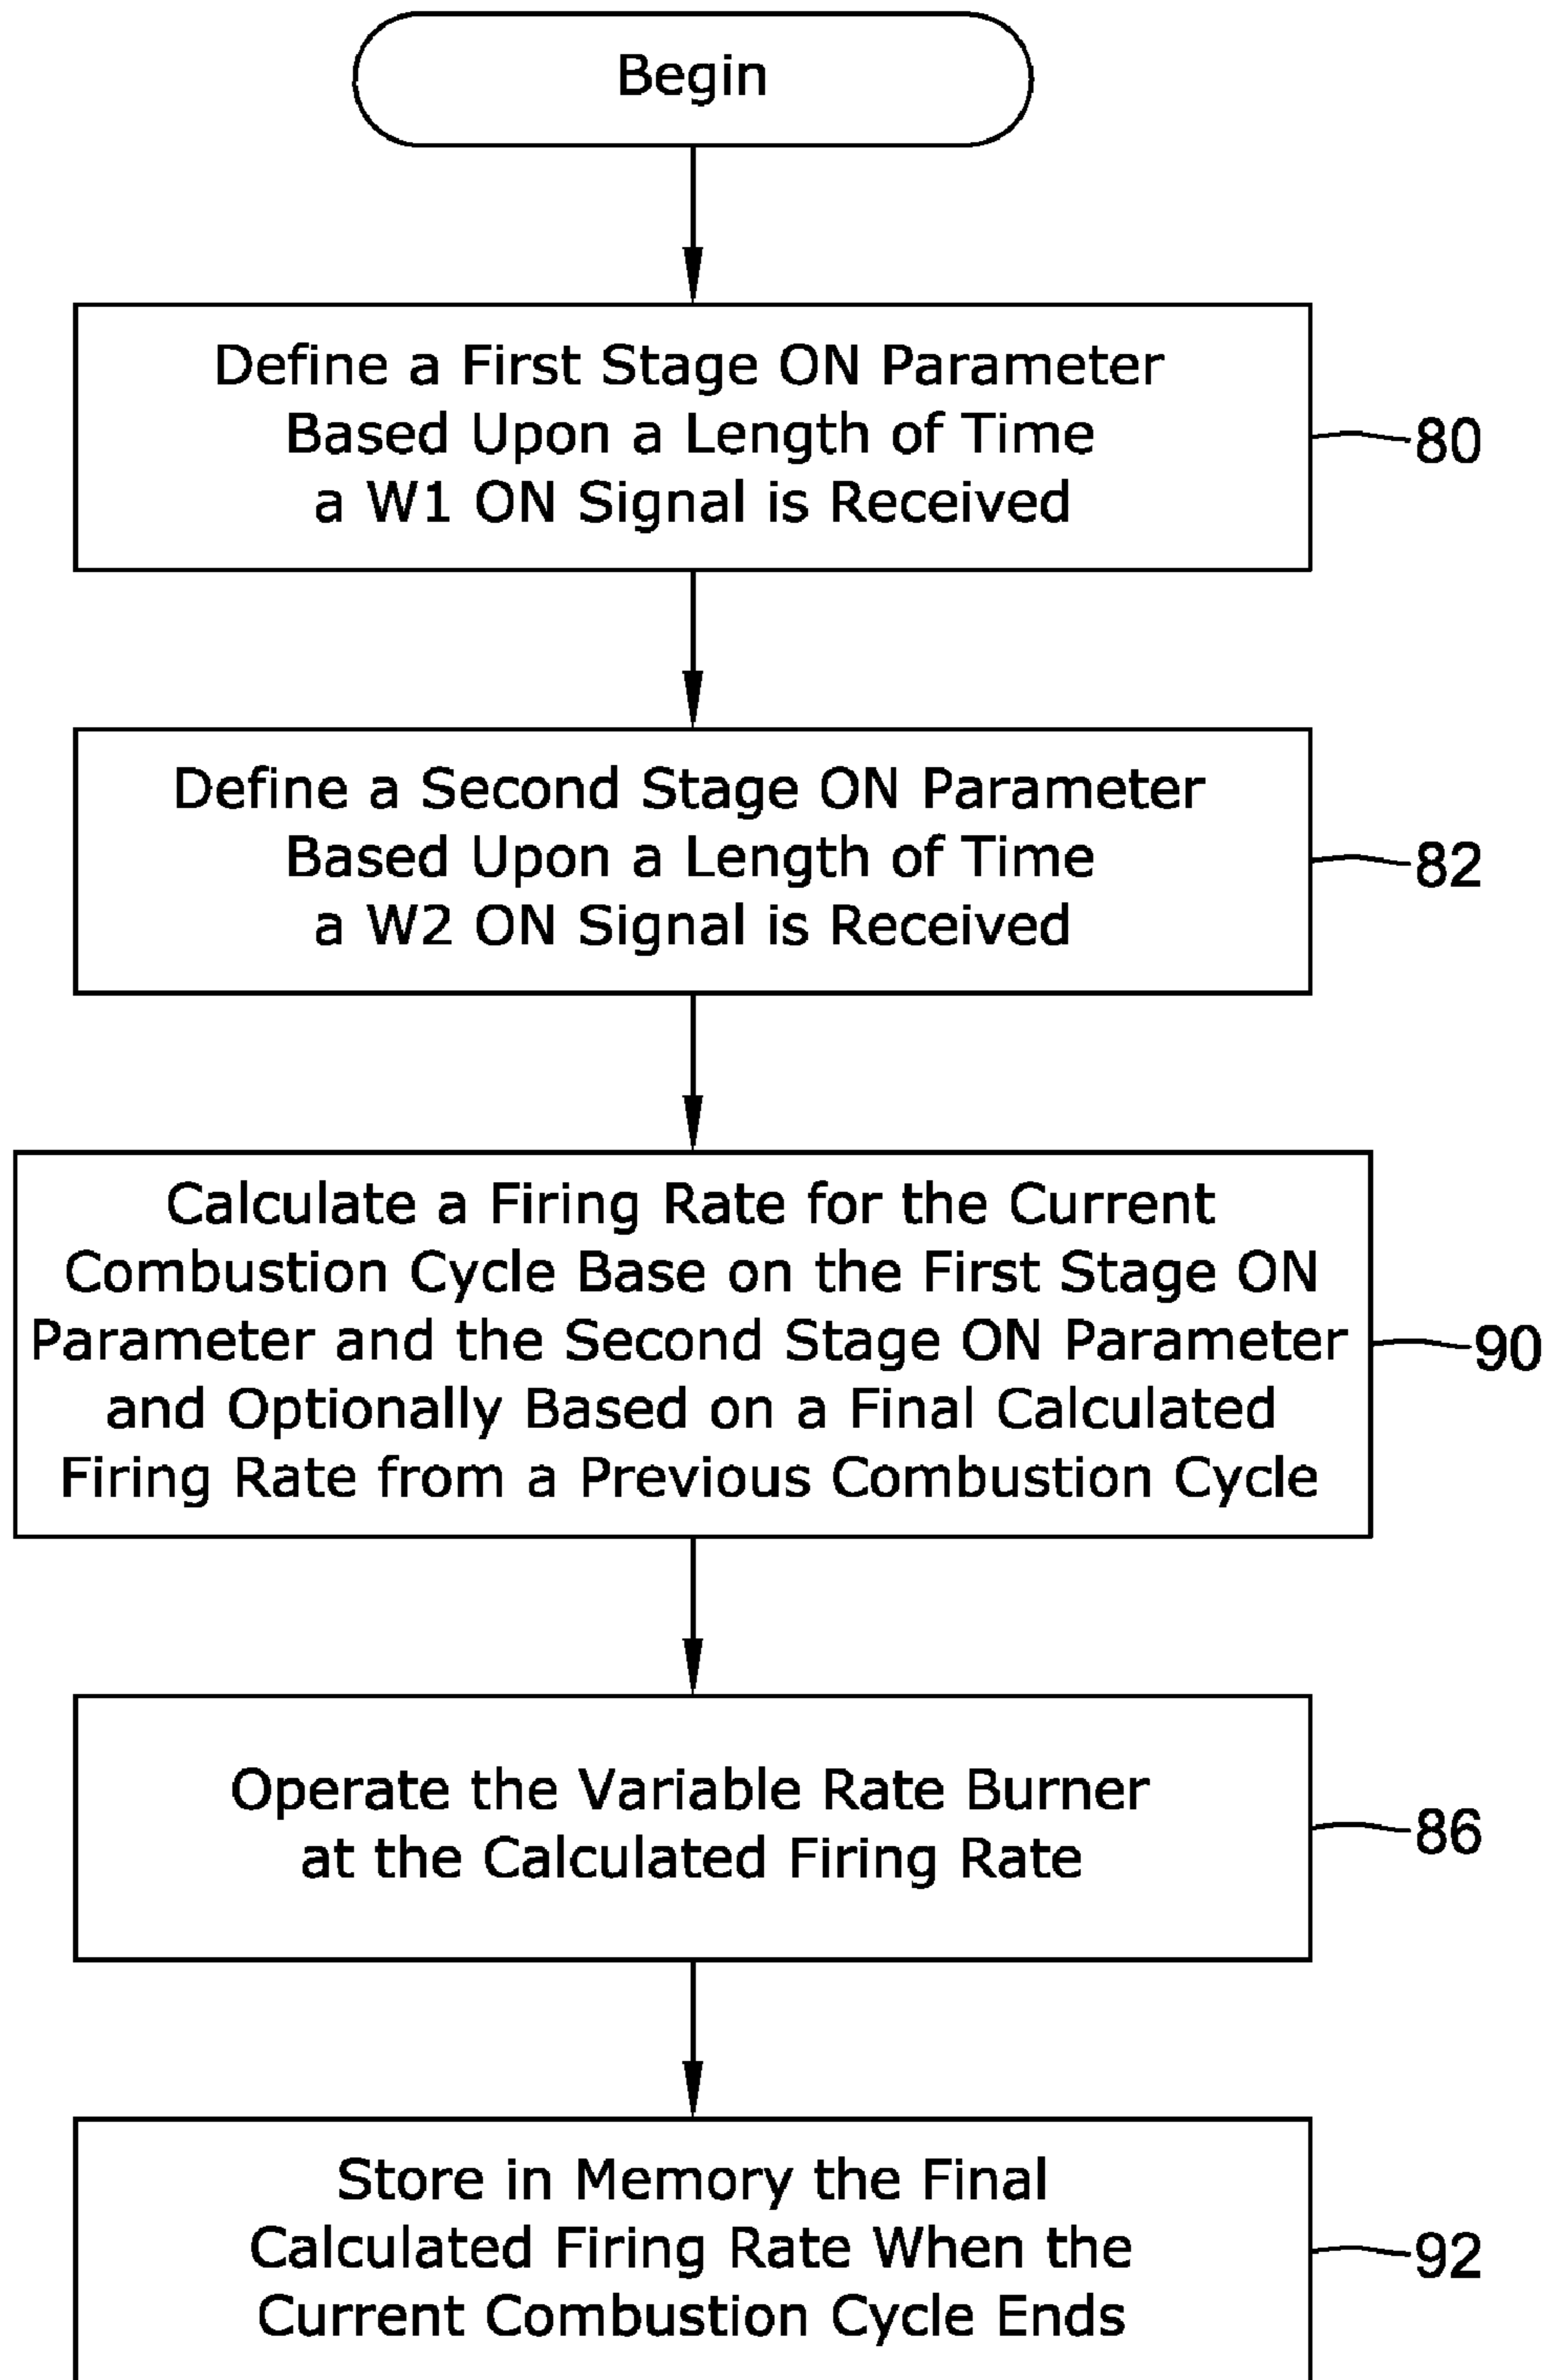 Begin
Define a First Stage ON Parameter
Based Upon a Length of Time
a W1 ON Signal is Received
80
Define a Second Stage ON Parameter
Based Upon a Length of Time
a W2 ON Signal is Received
82
Calculate a Firing Rate for the Current
Combustion Cycle Base on the First Stage ON
Parameter and the Second Stage ON Parameter
and Optionally Based on a Final Calculated
Firing Rate from a Previous Combustion Cycle
90
Operate the Variable Rate Burner
at the Calculated Firing Rate
86
Store in Memory the Final
Calculated Firing Rate When the
Current Combustion Cycle Ends
92